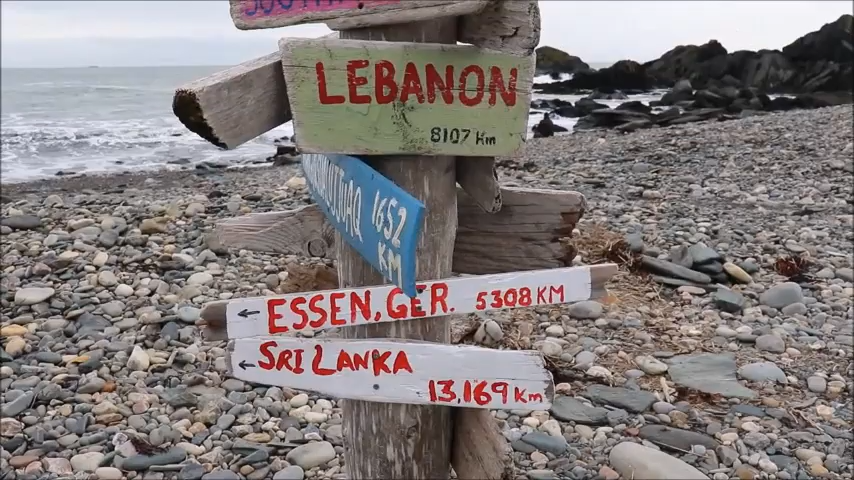 LEBANON
8107 KM
1652 KM
ESSEN, GER. 5308 KM
SRI LANKA
13,169 KM